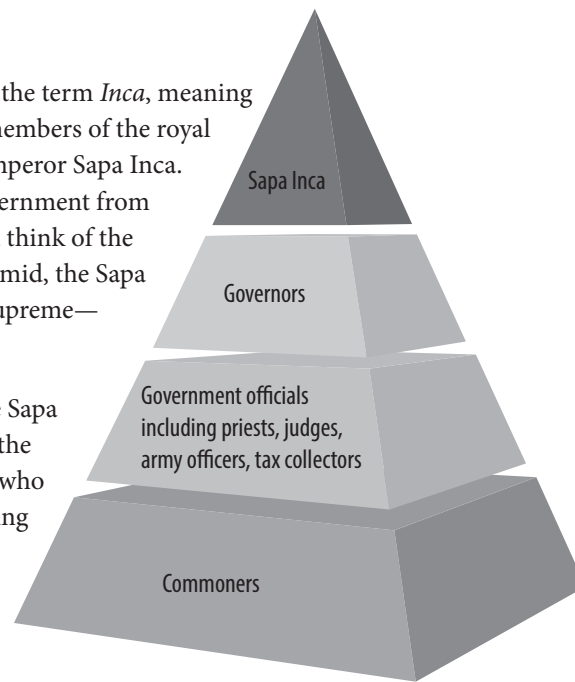 the term Inca, meaning
members of the royal
mperor Sapa Inca.
ernment from
think of the
mid, the Sapa
upreme—
Sapa
the
who
ng
Sapa Inca
Governors
Government officials
including priests, judges,
army officers, tax collectors
Commoners